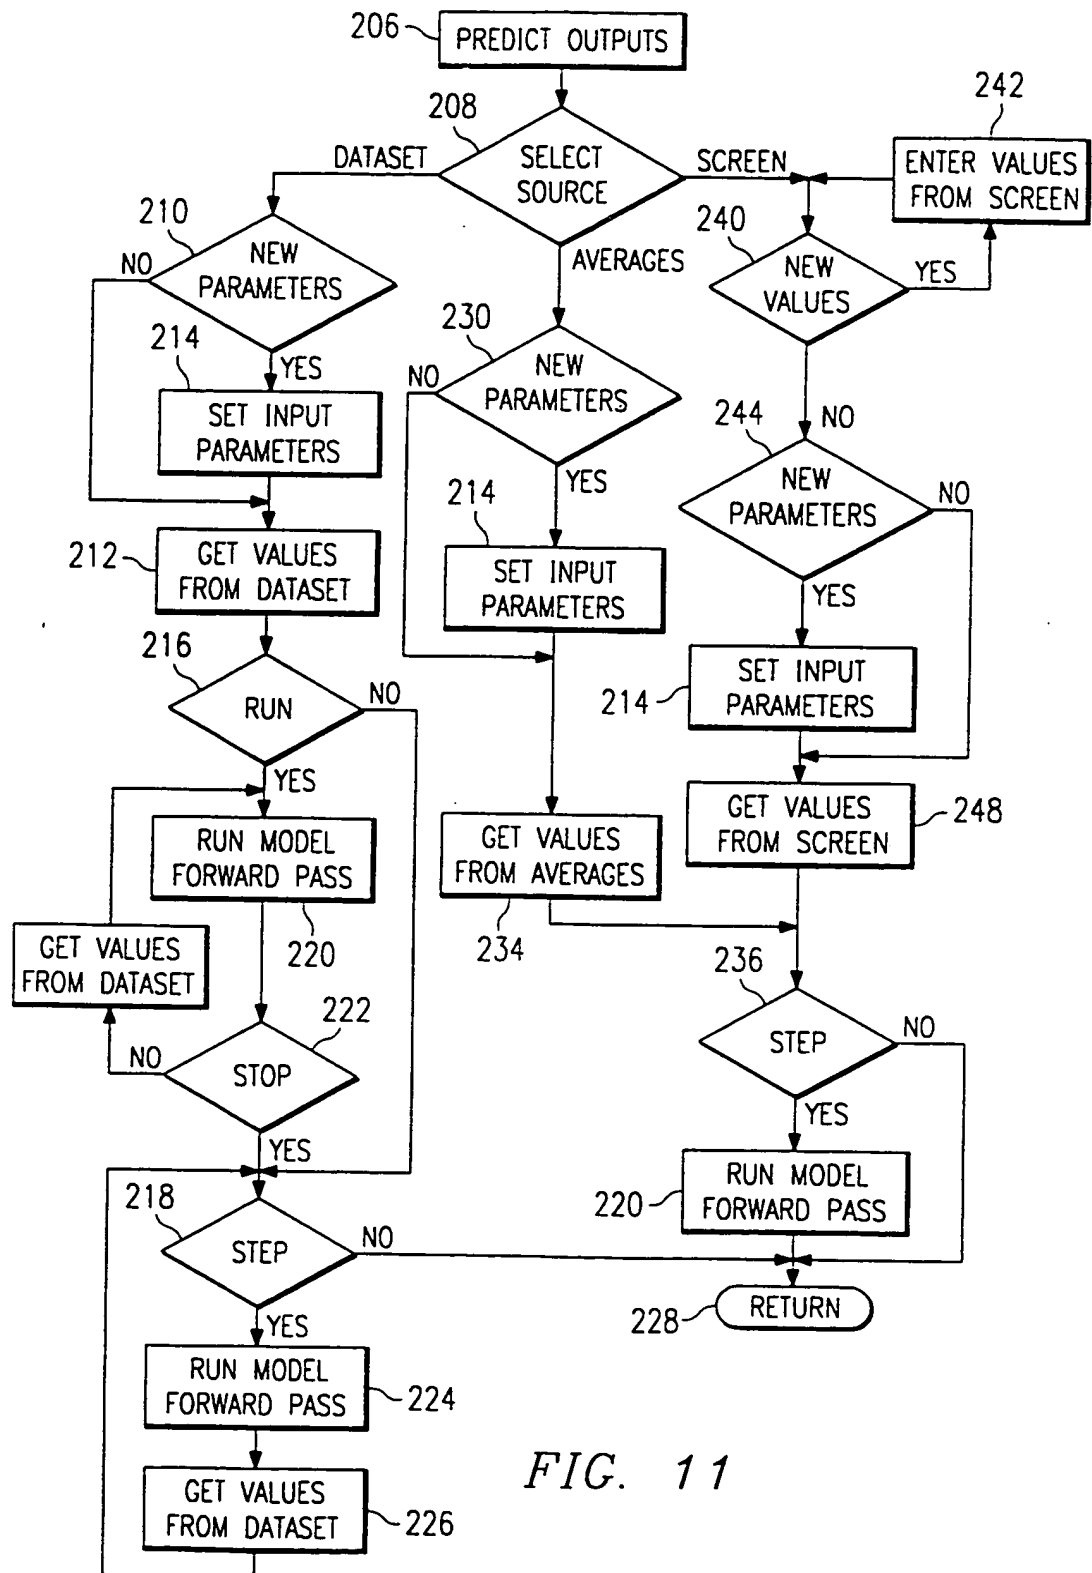 206
PREDICT OUTPUTS
208
SELECT
SOURCE
DATASET
AVERAGES
SCREEN
242
ENTER VALUES
FROM SCREEN
210
NEW
PARAMETERS
NO
YES
214
SET INPUT
PARAMETERS
212
GET VALUES
FROM DATASET
216
RUN
NO
YES
RUN MODEL
FORWARD PASS
220
GET VALUES
FROM DATASET
222
STOP
NO
YES
218
STEP
NO
YES
RUN MODEL
FORWARD PASS
224
GET VALUES
FROM DATASET
226
230
NEW
PARAMETERS
NO
YES
214
SET INPUT
PARAMETERS
GET VALUES
FROM AVERAGES
234
240
NEW
VALUES
YES
NO
244
NEW
PARAMETERS
NO
YES
214
SET INPUT
PARAMETERS
GET VALUES
FROM SCREEN
248
236
STEP
NO
YES
220
RUN MODEL
FORWARD PASS
228
RETURN
FIG. 11